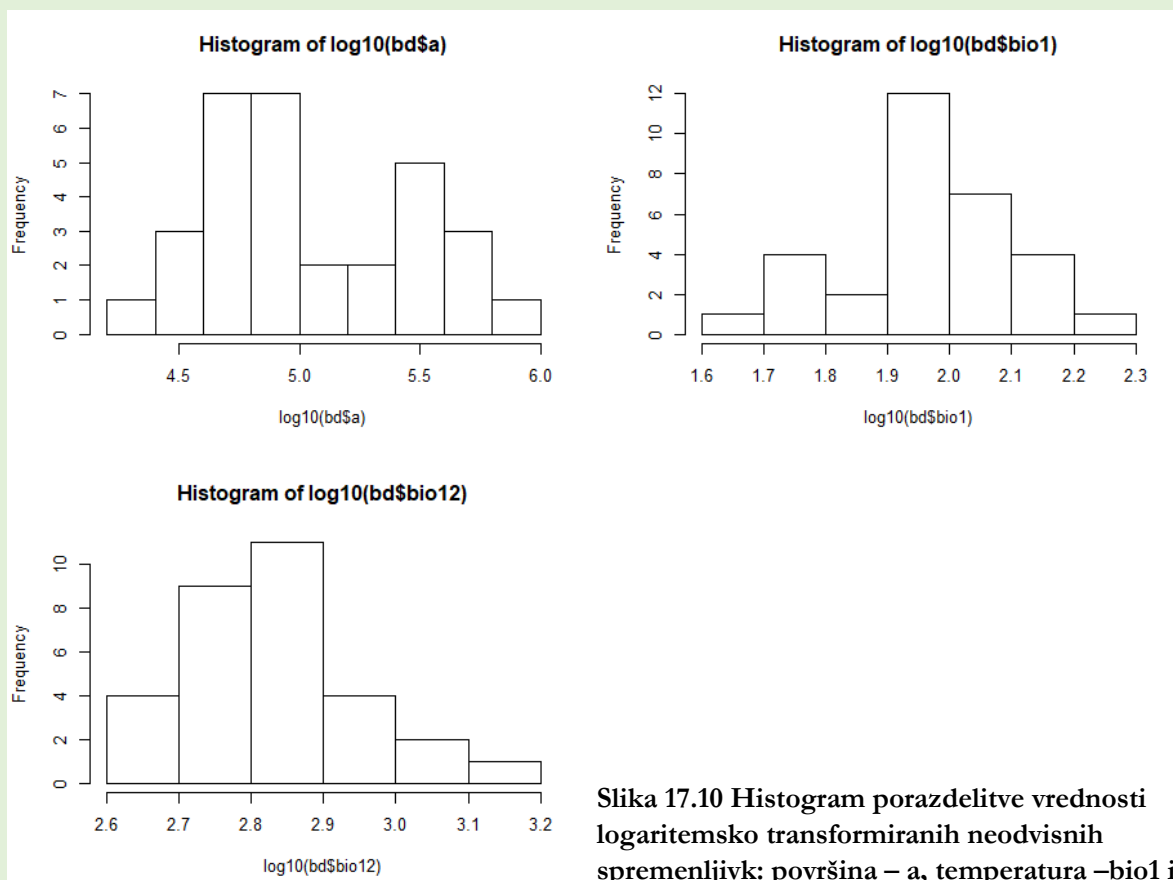 Histogram of log10(bd$a)
Frequency
0 1 2 3 4 5 6 7
4.5 5.0 5.5 6.0
log10(bd$a)
Histogram of log10(bd$bio1)
Frequency
0 2 4 6 8 10 12
1.6 1.7 1.8 1.9 2.0 2.1 2.2 2.3
log10(bd$bio1)
Histogram of log10(bd$bio12)
Frequency
0 2 4 6 8 10
2.6 2.7 2.8 2.9 3.0 3.1 3.2
log10(bd$bio12)
Slika 17.10 Histogram porazdelitve vrednosti
logaritemsko transformiranih neodvisnih
spremenljivk: površina – a, temperatura –bio1